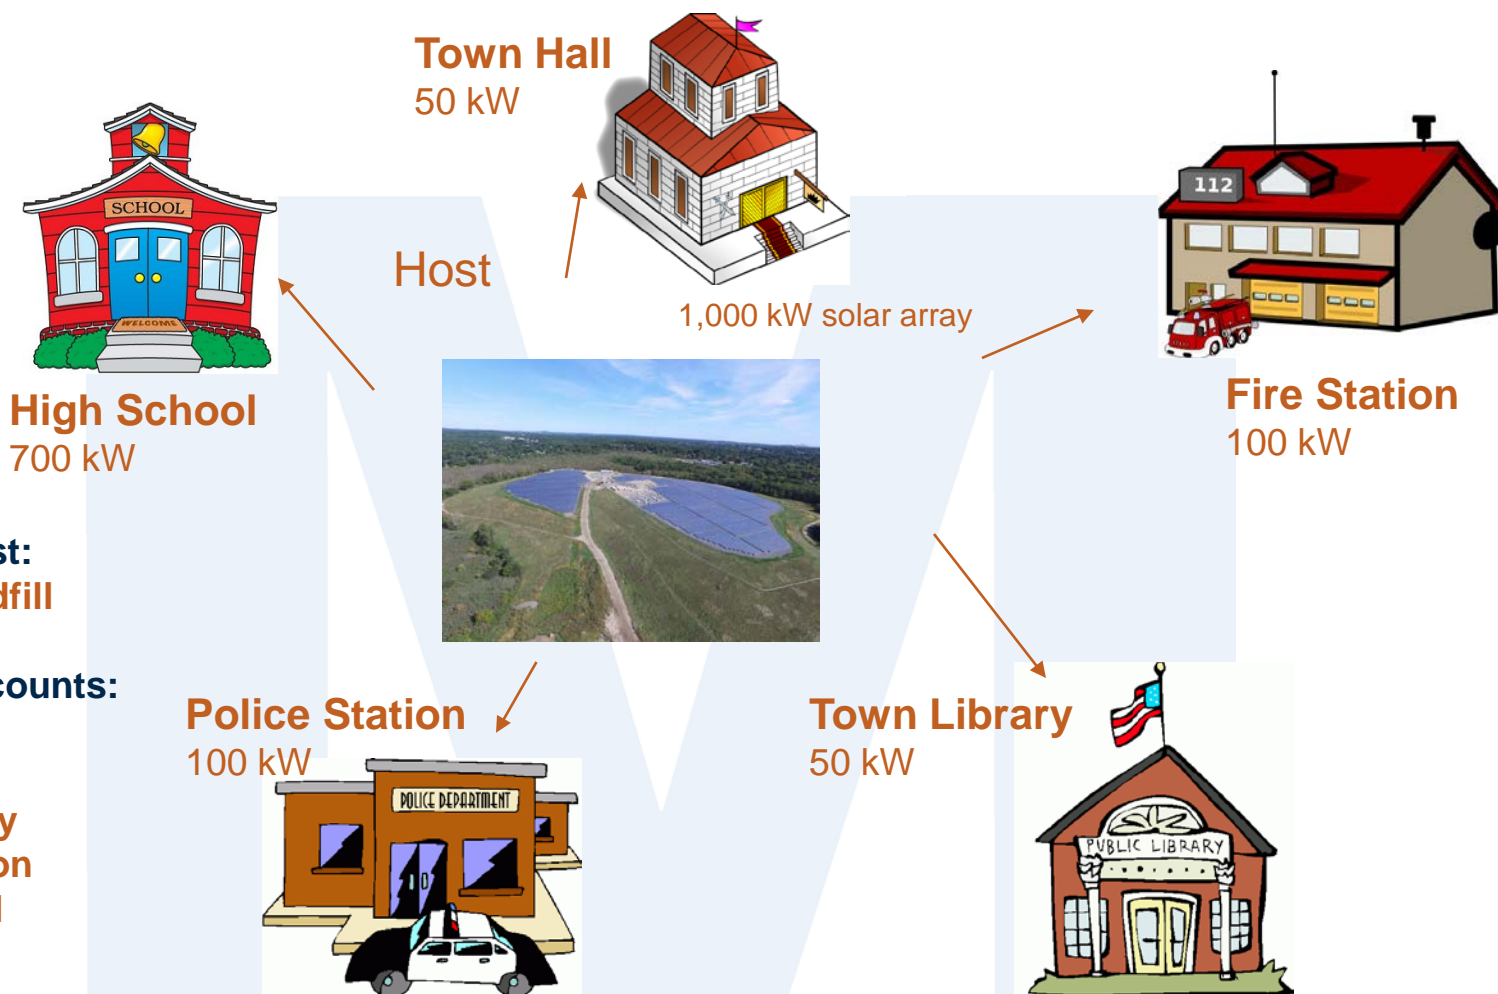 Town Hall
50 kW
112
SCHOOL
WELCOME
Host
1,000 kW solar array
High School
700 kW
Fire Station
100 kW
st:
dfill
counts:
y
on
l
Police Station
100 kW
POLICE DEPARTMENT
Town Library
50 kW
PUBLIC LIBRARY